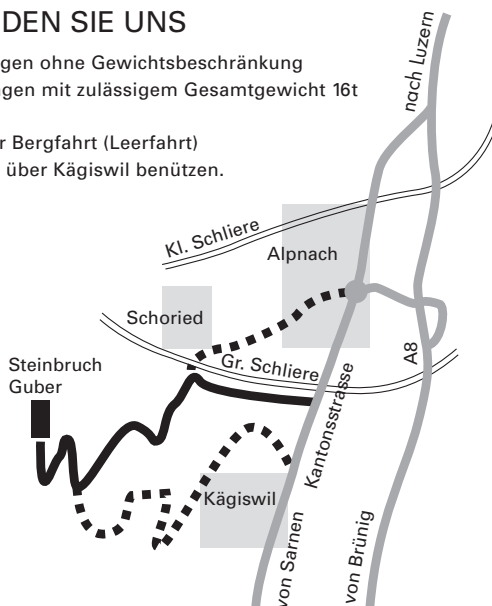 DEN SIE UNS
gen ohne Gewichtsbeschränkung
gen mit zulässigem Gesamtgewicht 16t
r Bergfahrt (Leerfahrt)
über Kägiswil benützen.
nach Luzern
Kl. Schliere
Alpnach
Schoried
Gr. Schliere
A8
Steinbruch
Guber
Kantonsstrasse
Kägiswil
von Sarnen
von Brünig